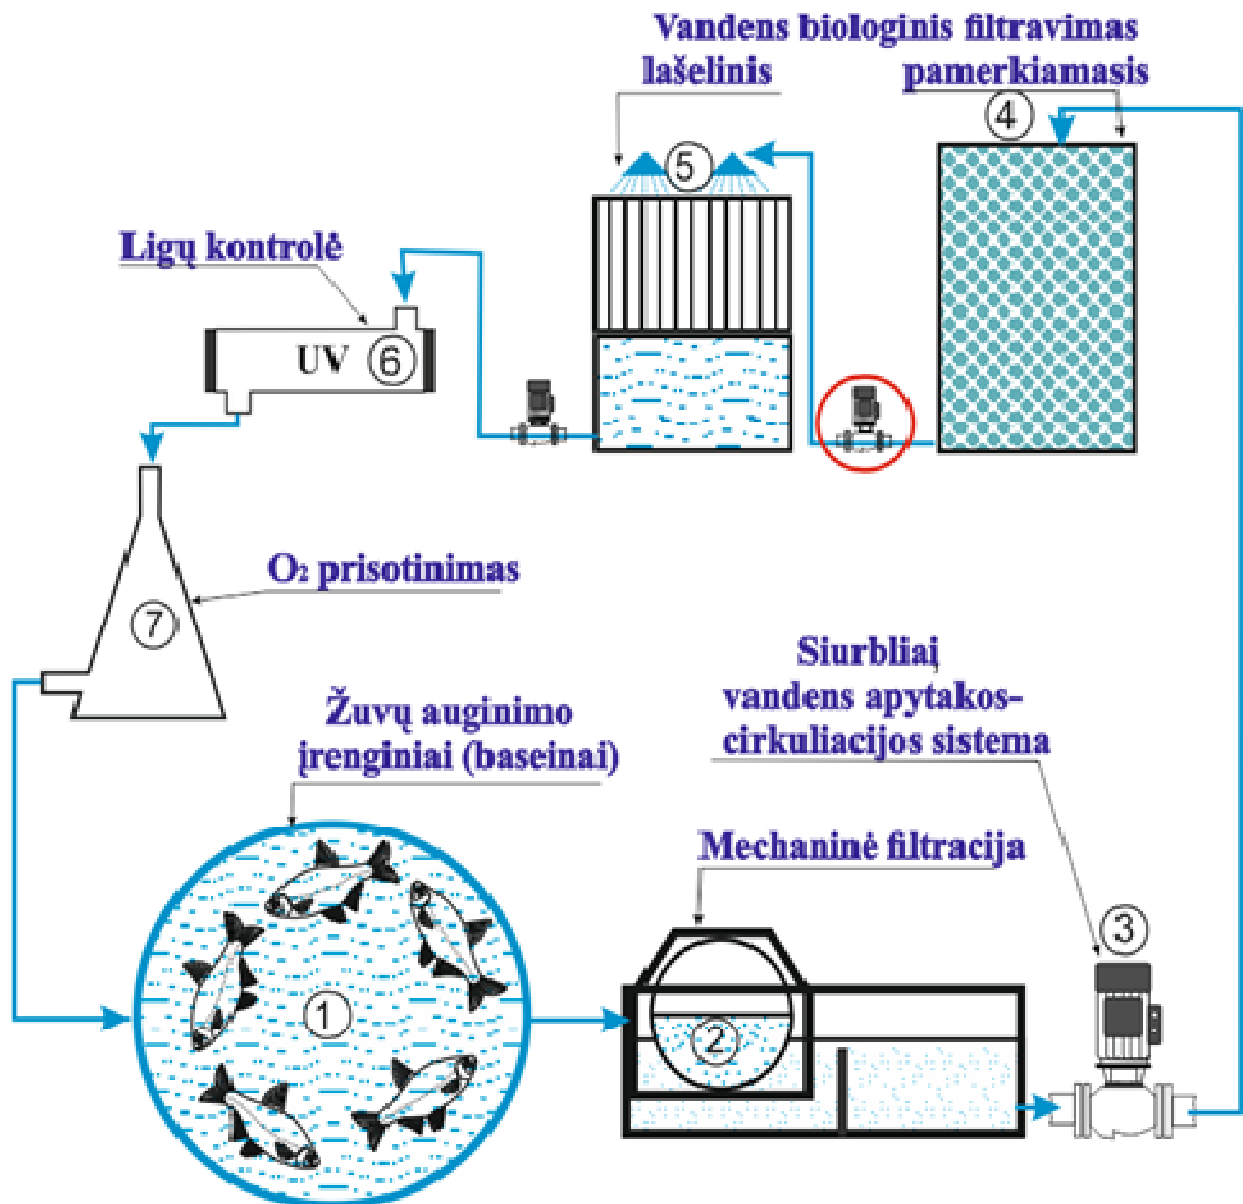 Vandens biologinis filtravimas
lašelinis
pamerkiamasis
4
5
Ligų kontrolė
UV
6
O₂ prisotinimas
7
Siurbliai
vandens apytakos-
cirkuliacijos sistema
Žuvų auginimo
įrenginiai (baseinai)
Mechaninė filtracija
3
1
2